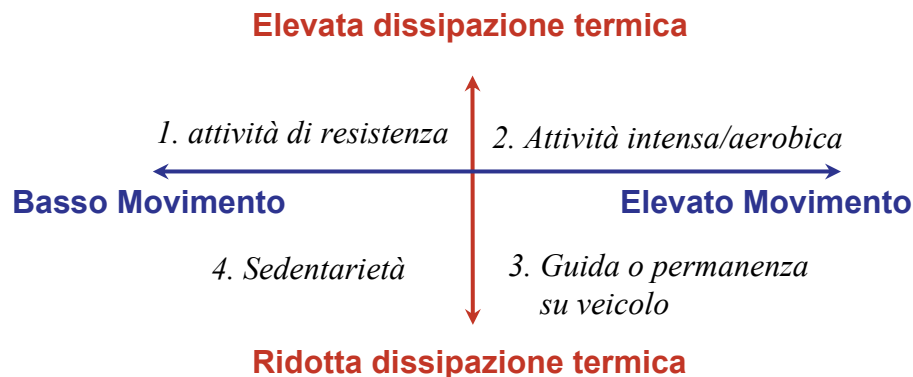 Elevata dissipazione termica
1. attività di resistenza
2. Attività intensa/aerobica
Basso Movimento
Elevato Movimento
4. Sedentarietà
3. Guida o permanenza
su veicolo
Ridotta dissipazione termica